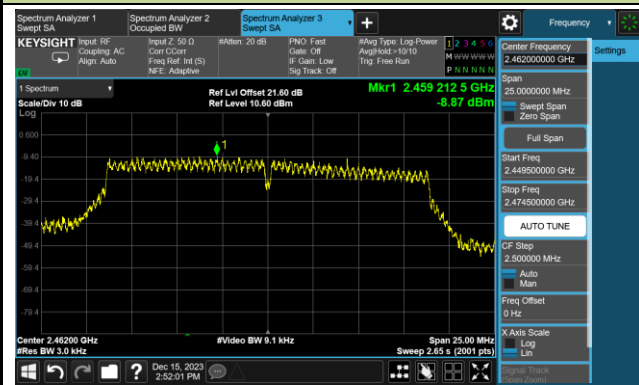 Spectrum Analyzer 1
Swept SA
Spectrum Analyzer 2
Occupied BW
Spectrum Analyzer 3
Swept SA
Frequency
KEYSIGHT
Input: RF
Coupling: AC
Align: Auto
Input Z: 50 Ω
Corr CCorr
Freq Ref: Int (S)
NFE: Adaptive
#Atten: 20 dB
PNO: Fast
Gate: Off
IF Gain: Low
Sig Track: Off
#Avg Type: Log-Power
Avg|Hold:>10/10
Trig: Free Run
1 2 3 4 5 6
M W W W W W
P N N N N N
LW
1 Spectrum
Scale/Div 10 dB
Log
Ref Lvl Offset 21.60 dB
Ref Level 10.60 dBm
Mkr1 2.459 212 5 GHz
-8.87 dBm
0.600
-9.40
-19.4
-29.4
-39.4
-49.4
-59.4
-69.4
-79.4
1
Center 2.46200 GHz
#Res BW 3.0 kHz
#Video BW 9.1 kHz
Span 25.00 MHz
Sweep 2.65 s (2001 pts)
Dec 15, 2023
2:52:01 PM
Center Frequency
2.462000000 GHz
Settings
Span
25.0000000 MHz
Swept Span
Zero Span
Full Span
Start Freq
2.449500000 GHz
Stop Freq
2.474500000 GHz
AUTO TUNE
CF Step
2.500000 MHz
Auto
Man
Freq Offset
0 Hz
X Axis Scale
Log
Lin
Signal Track
(Span Zoom)